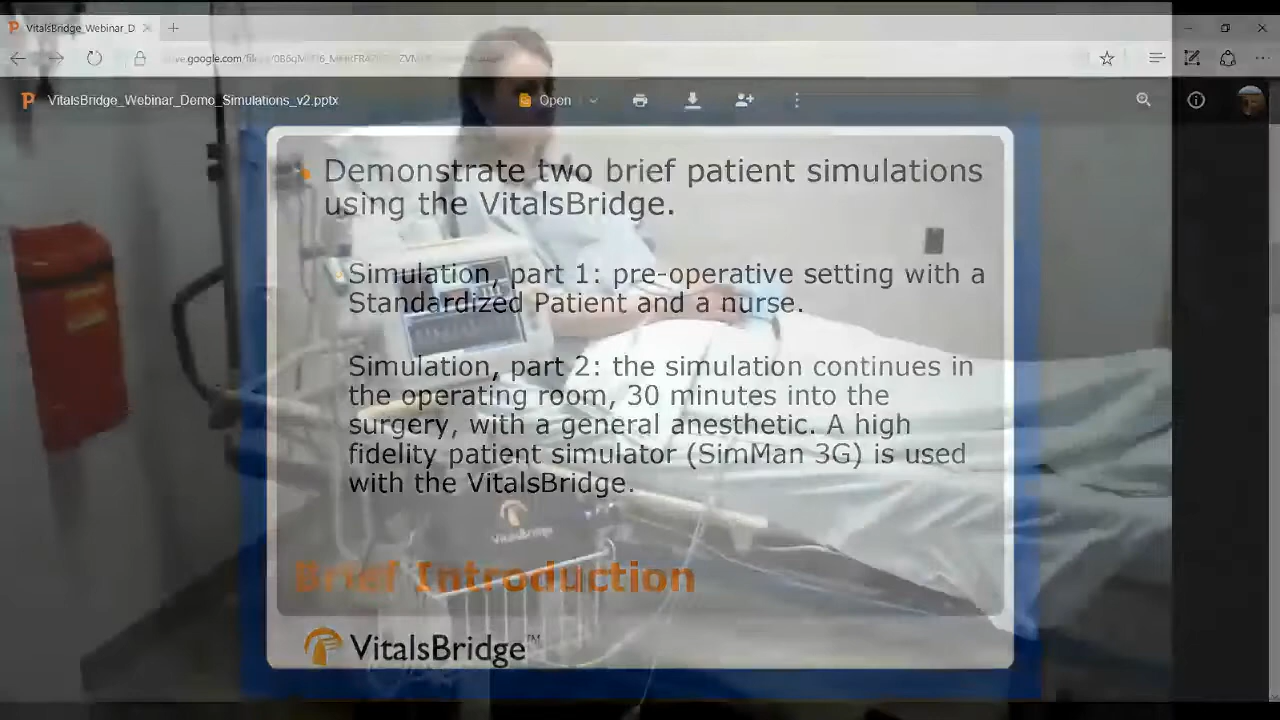 VitalsBridge_Webinar_D
VitalsBridge_Webinar_Demo_Simulations_v2.pptx
Open
Demonstrate two brief patient simulations
using the VitalsBridge.
Simulation, part 1: pre-operative setting with a
Standardized Patient and a nurse.
Simulation, part 2: the simulation continues in
the operating room, 30 minutes into the
surgery, with a general anesthetic. A high
fidelity patient simulator (SimMan 3G) is used
with the VitalsBridge.
VitalsBridge
Brief Introduction
VitalsBridge™